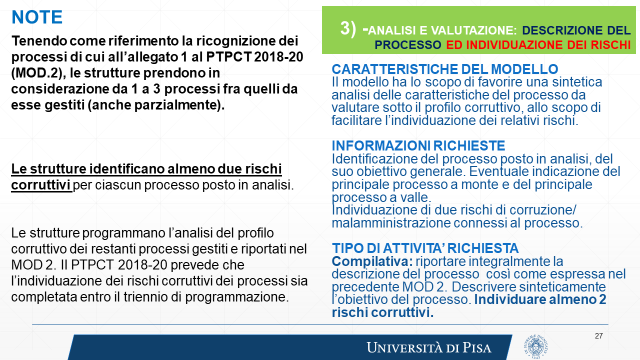 NOTE
Tenendo come riferimento la ricognizione dei
processi di cui all'allegato 1 al PTPCT 2018-20
(MOD.2), le strutture prendono in
considerazione da 1 a 3 processi fra quelli da
esse gestiti (anche parzialmente).
Le strutture identificano almeno due rischi
corruttivi per ciascun processo posto in analisi.
Le strutture programmano l'analisi del profilo
corruttivo dei restanti processi gestiti e riportati nel
MOD 2. Il PTPCT 2018-20 prevede che
l'individuazione dei rischi corruttivi dei processi sia
completata entro il triennio di programmazione.
3) -ANALISI E VALUTAZIONE: DESCRIZIONE DEL
PROCESSO ED INDIVIDUAZIONE DEI RISCHI
CARATTERISTICHE DEL MODELLO
Il modello ha lo scopo di favorire una sintetica
analisi delle caratteristiche del processo da
valutare sotto il profilo corruttivo, allo scopo di
facilitare l'individuazione dei relativi rischi.
INFORMAZIONI RICHIESTE
Identificazione del processo posto in analisi, del
suo obiettivo generale. Eventuale indicazione del
principale processo a monte e del principale
processo a valle.
Individuazione di due rischi di corruzione/
malamministrazione connessi al processo.
TIPO DI ATTIVITA' RICHIESTA
Compilativa: riportare integralmente la
descrizione del processo così come espressa nel
precedente MOD 2. Descrivere sinteticamente
l'obiettivo del processo. Individuare almeno 2
rischi corruttivi.
27
UNIVERSITÀ DI PISA